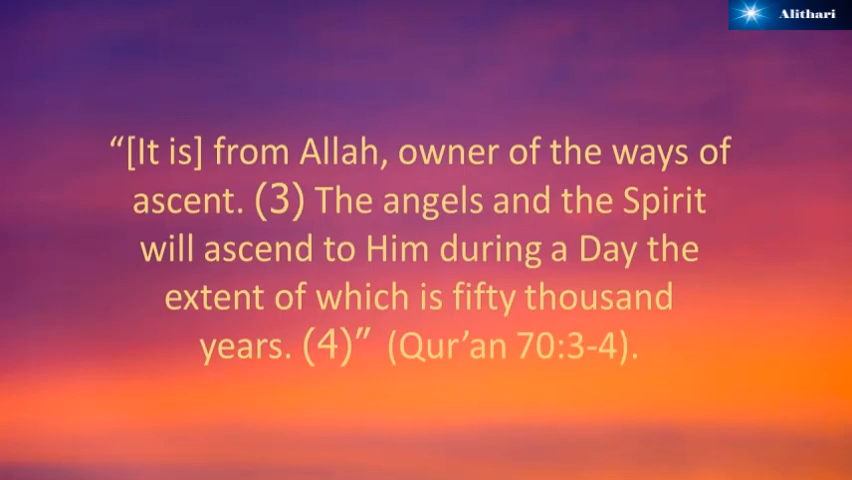 Alithari
“[It is] from Allah, owner of the ways of
ascent. (3) The angels and the Spirit
will ascend to Him during a Day the
extent of which is fifty thousand
years. (4)” (Qur’an 70:3-4).